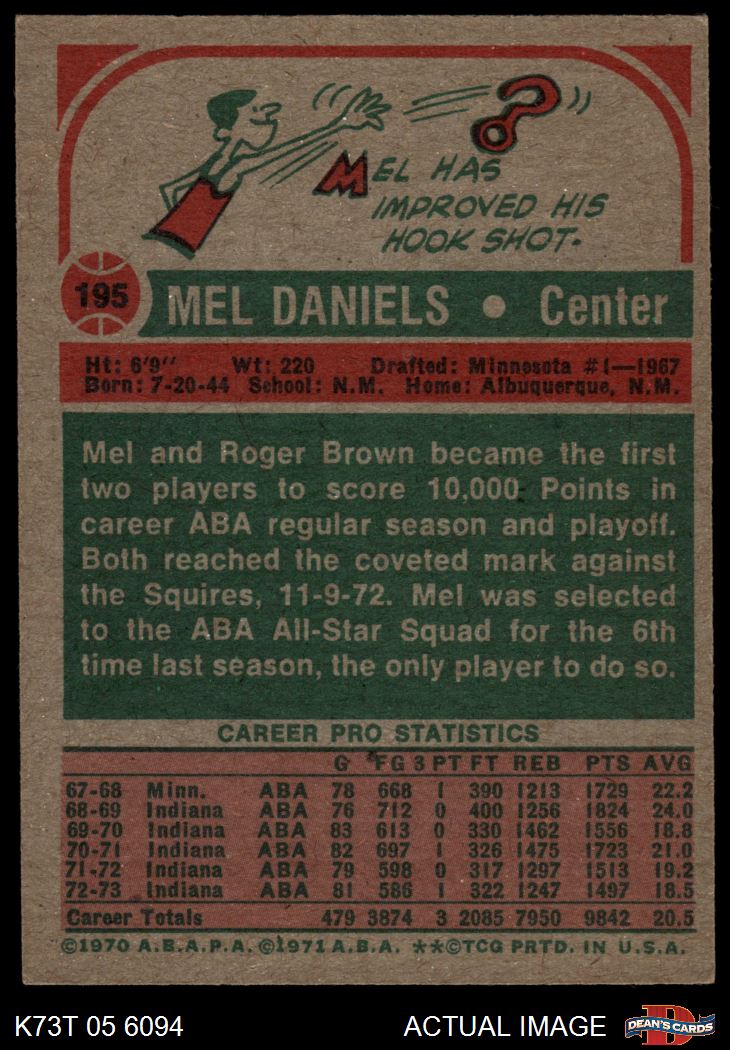 MEL HAS
IMPROVED HIS
HOOK SHOT.
195 MEL DANIELS • Center
Ht: 6'9" Wt: 220 Drafted: Minnesota #1—1967
Born: 7-20-44 School: N.M. Home: Albuquerque, N.M.
Mel and Roger Brown became the first
two players to score 10,000 Points in
career ABA regular season and playoff.
Both reached the coveted mark against
the Squires, 11-9-72. Mel was selected
to the ABA All-Star Squad for the 6th
time last season, the only player to do so.
CAREER PRO STATISTICS
G *FG 3 PT FT REB PTS AVG
67-68 Minn. ABA 78 668 1 390 1213 1729 22.2
68-69 Indiana ABA 76 712 0 400 1256 1824 24.0
69-70 Indiana ABA 83 613 0 330 1462 1556 18.8
70-71 Indiana ABA 82 697 1 326 1475 1723 21.0
71-72 Indiana ABA 79 598 0 317 1297 1513 19.2
72-73 Indiana ABA 81 586 1 322 1247 1497 18.5
Career Totals 479 3874 3 2085 7950 9842 20.5
©1970 A.B.A.P.A. ©1971 A.B.A. **©TCG PRTD. IN U.S.A.
K73T 05 6094 ACTUAL IMAGE D DEAN'S CARDS